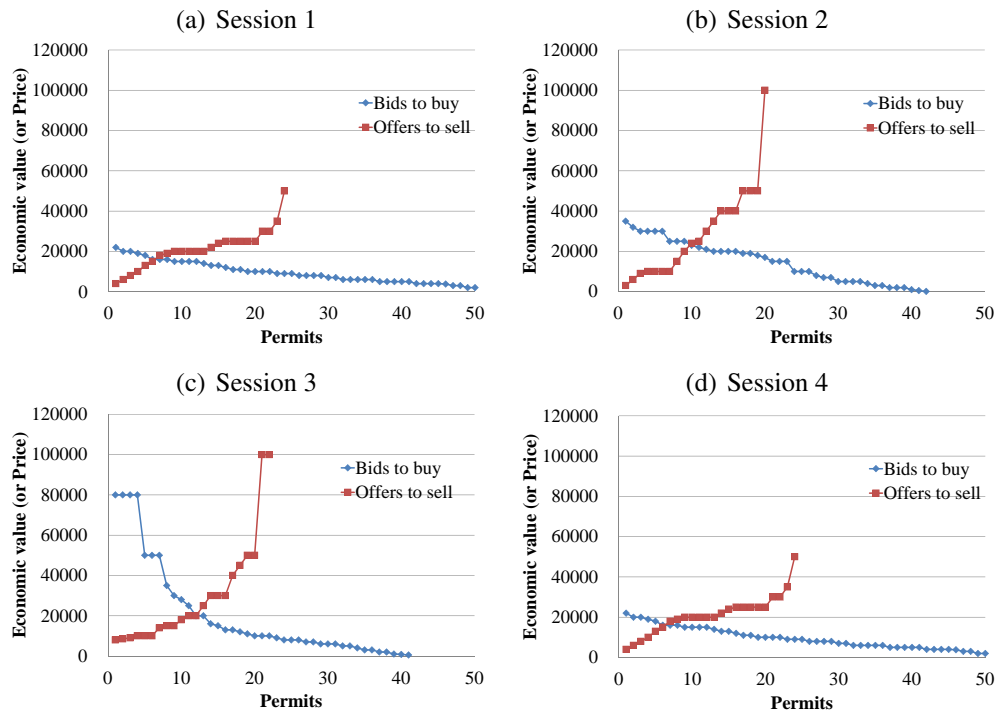 (a) Session 1
120000
100000
80000
60000
40000
20000
0
0 10 20 30 40 50
Economic value (or Price)
Permits
Bids to buy
Offers to sell
(b) Session 2
120000
100000
80000
60000
40000
20000
0
0 10 20 30 40 50
Economic value (or Price)
Permits
Bids to buy
Offers to sell
(c) Session 3
120000
100000
80000
60000
40000
20000
0
0 10 20 30 40 50
Economic value (or Price)
Permits
Bids to buy
Offers to sell
(d) Session 4
120000
100000
80000
60000
40000
20000
0
0 10 20 30 40 50
Economic value (or Price)
Permits
Bids to buy
Offers to sell